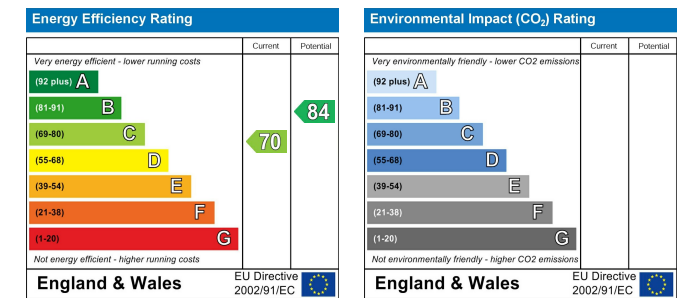 Energy Efficiency Rating
Current Potential
Very energy efficient - lower running costs
(92 plus) A
(81-91) B
84
(69-80) C
70
(55-68) D
(39-54) E
(21-38) F
(1-20) G
Not energy efficient - higher running costs
England & Wales
EU Directive
2002/91/EC
Environmental Impact (CO2) Rating
Current Potential
Very environmentally friendly - lower CO2 emissions
(92 plus) A
(81-91) B
(69-80) C
(55-68) D
(39-54) E
(21-38) F
(1-20) G
Not environmentally friendly - higher CO2 emissions
England & Wales
EU Directive
2002/91/EC